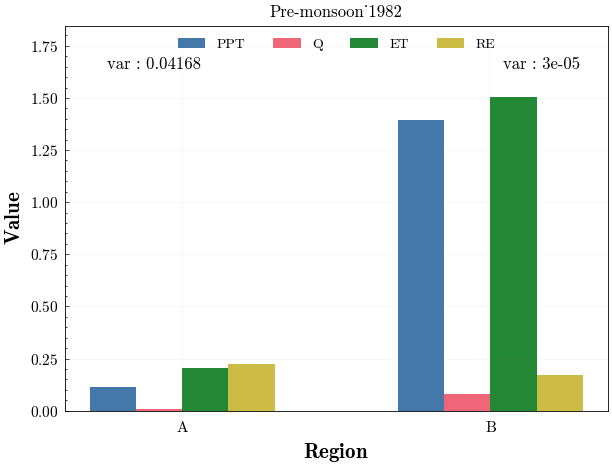 Pre-monsoon˙1982
PPT Q ET RE
var : 0.04168
var : 3e-05
1.75
1.50
1.25
1.00
0.75
0.50
0.25
0.00
Value
A B
Region